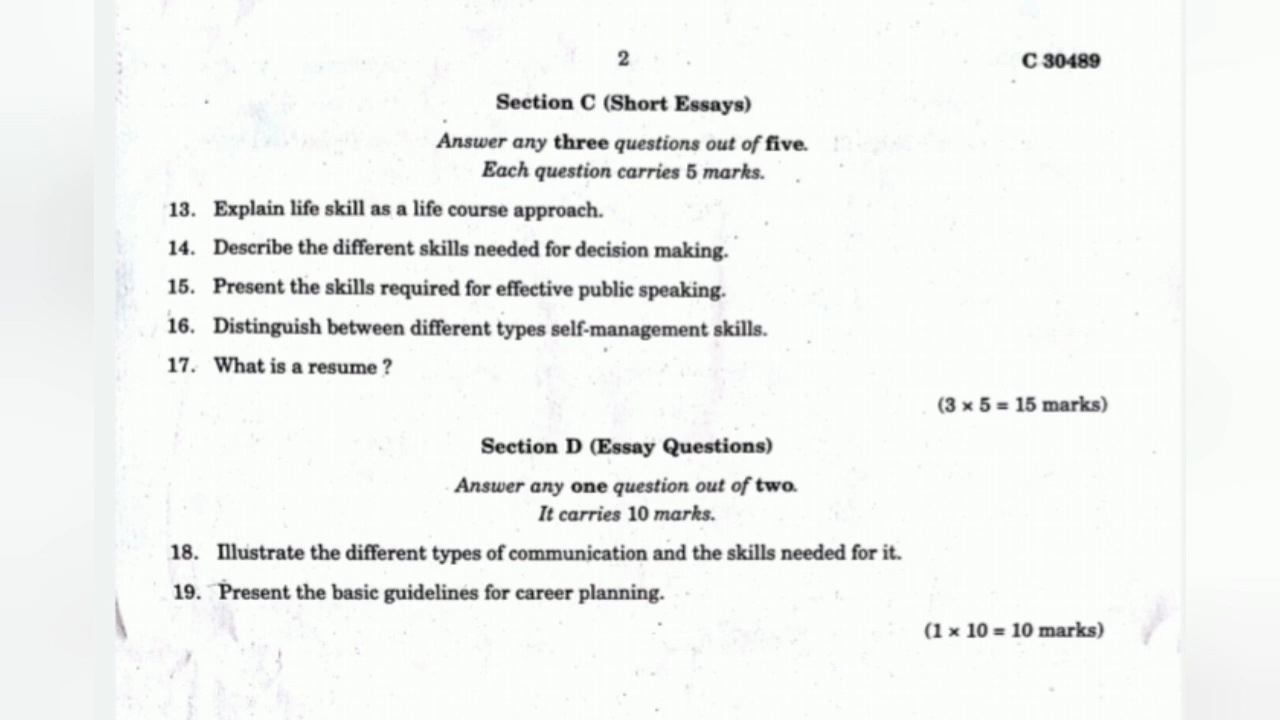 2
C 30489
Section C (Short Essays)
Answer any three questions out of five.
Each question carries 5 marks.
13. Explain life skill as a life course approach.
14. Describe the different skills needed for decision making.
15. Present the skills required for effective public speaking.
16. Distinguish between different types self-management skills.
17. What is a resume ?
(3 × 5 = 15 marks)
Section D (Essay Questions)
Answer any one question out of two.
It carries 10 marks.
18. Illustrate the different types of communication and the skills needed for it.
19. Present the basic guidelines for career planning.
(1 × 10 = 10 marks)